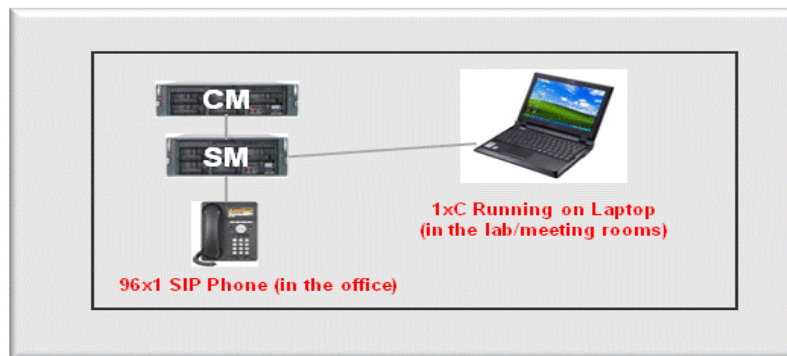 CM
SM
1xC Running on Laptop
(in the lab/meeting rooms)
96x1 SIP Phone (in the office)